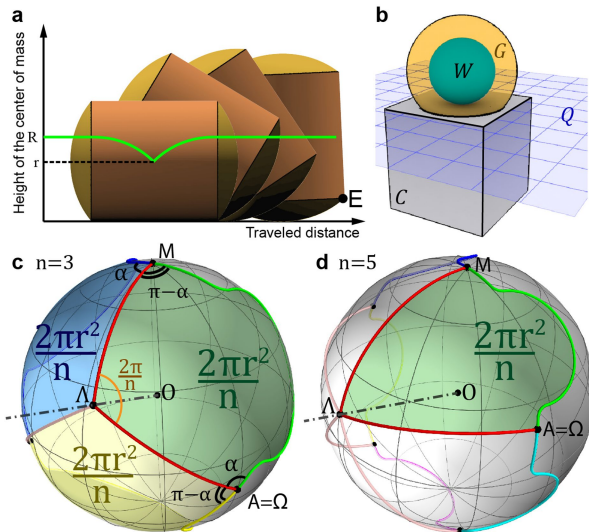 a
Height of the center of mass
R
r
E
Traveled distance
b
W
G
Q
C
c n=3
M
α
π−α
2πr²
n
2π
n
2πr²
n
Λ
O
2πr²
n
α
π−α
A=Ω
d n=5
M
2πr²
n
O
Λ
A=Ω